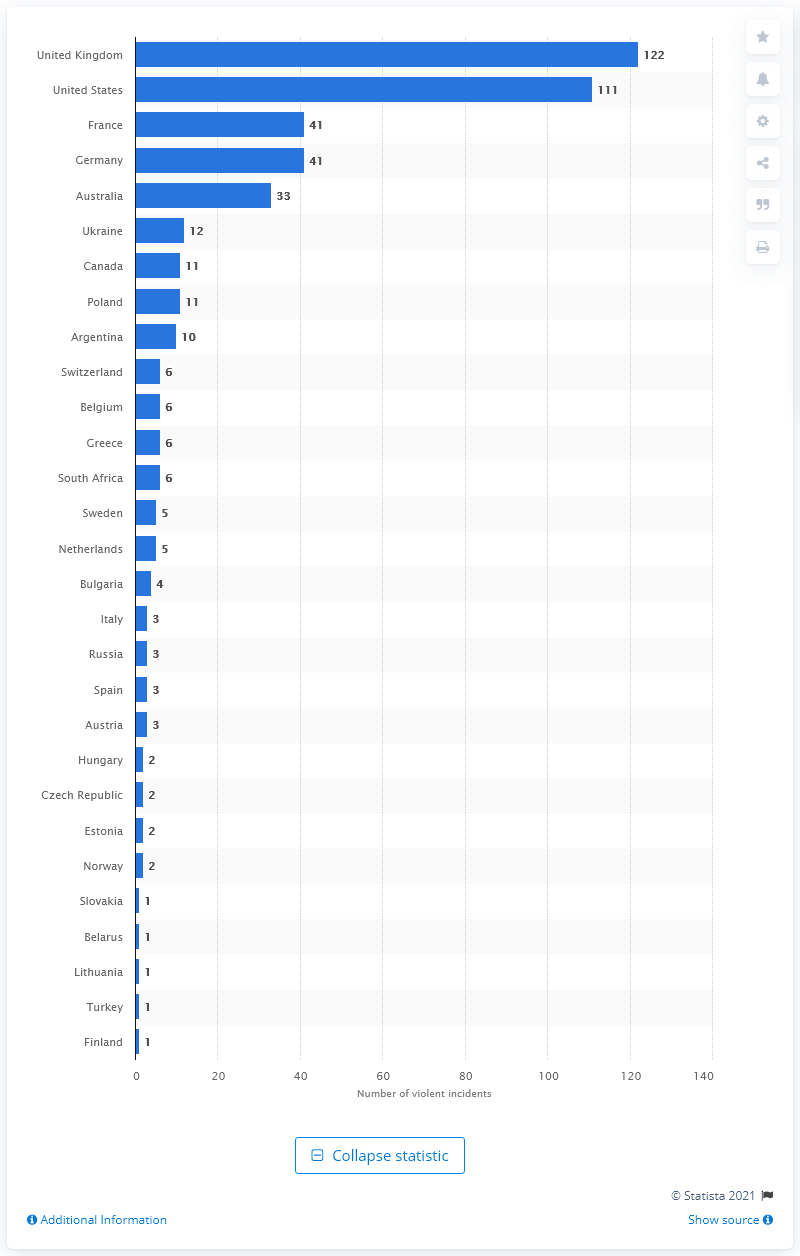 United Kingdom 122
United States 111
France 41
Germany 41
Australia 33
Ukraine 12
Canada 11
Poland 11
Argentina 10
Switzerland 6
Belgium 6
Greece 6
South Africa 6
Sweden 5
Netherlands 5
Bulgaria 4
Italy 3
Russia 3
Spain 3
Austria 3
Hungary 2
Czech Republic 2
Estonia 2
Norway 2
Slovakia 1
Belarus 1
Lithuania 1
Turkey 1
Finland 1
0 20 40 60 80 100 120 140
Number of violent incidents
Collapse statistic
© Statista 2021
Additional Information Show source